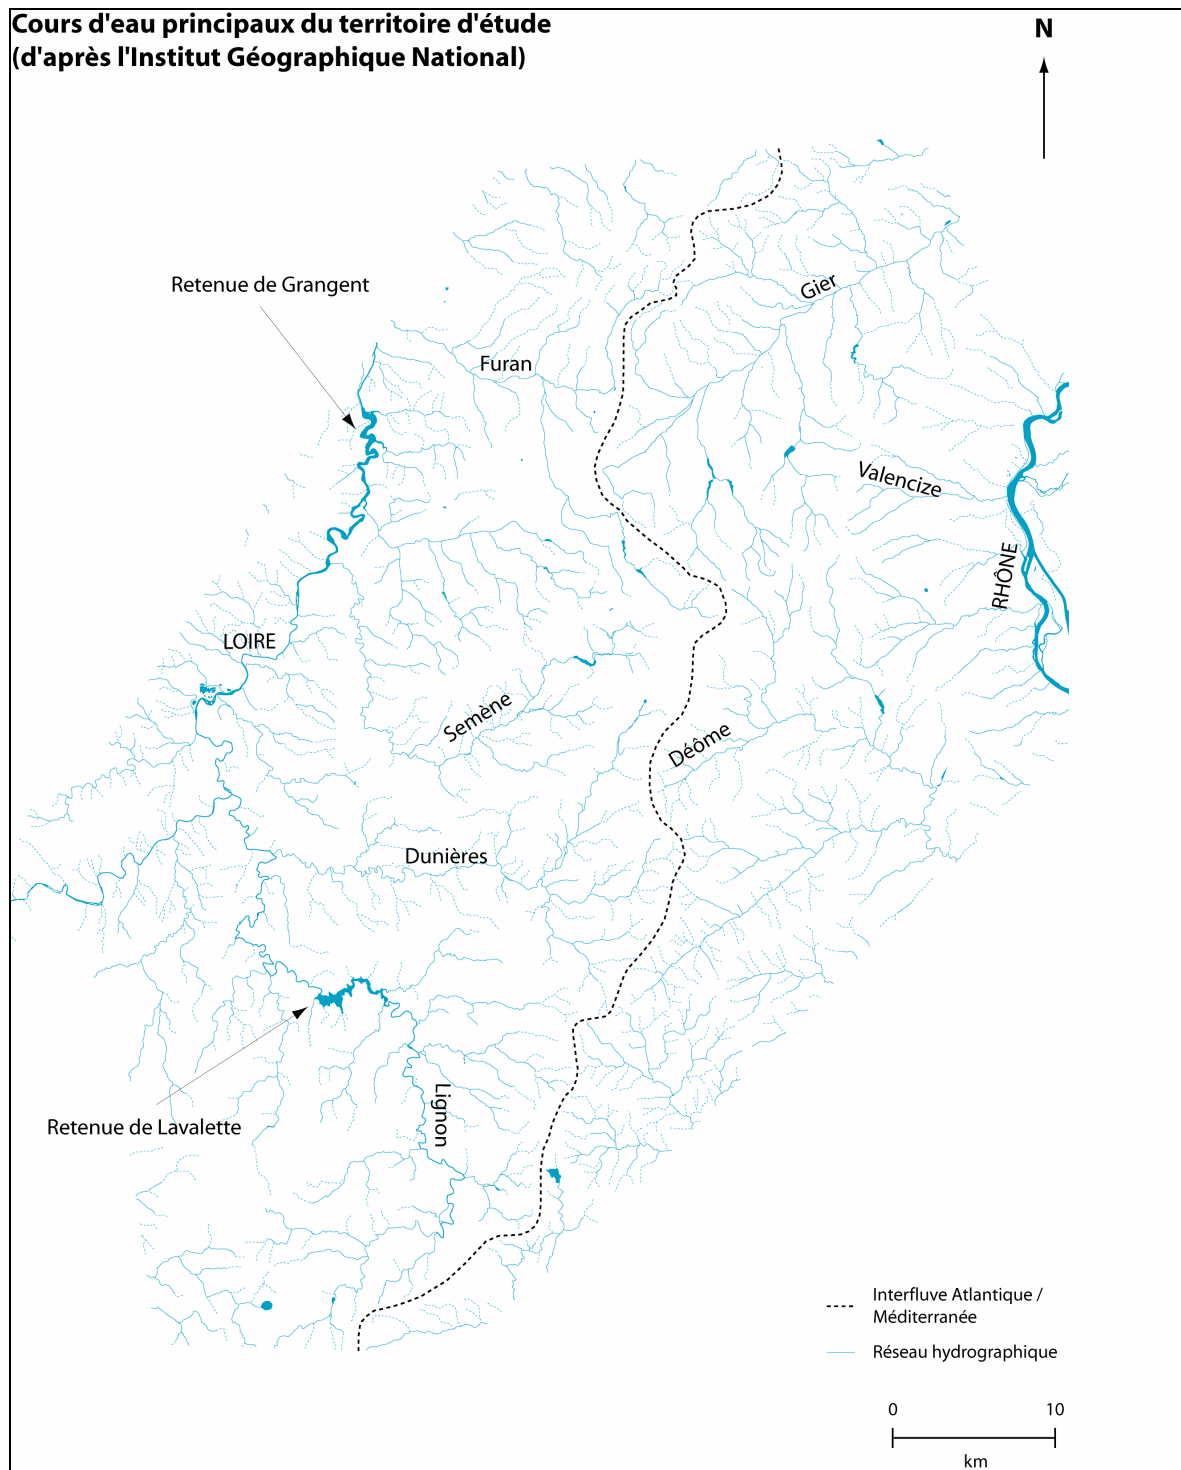 Cours d'eau principaux du territoire d'étude
(d'après l'Institut Géographique National)
N
Retenue de Grangent
Gier
Furan
Valencize
RHÔNE
LOIRE
Semène
Déôme
Dunières
Lignon
Retenue de Lavalette
Interfluve Atlantique /
Méditerranée
Réseau hydrographique
0 10
km